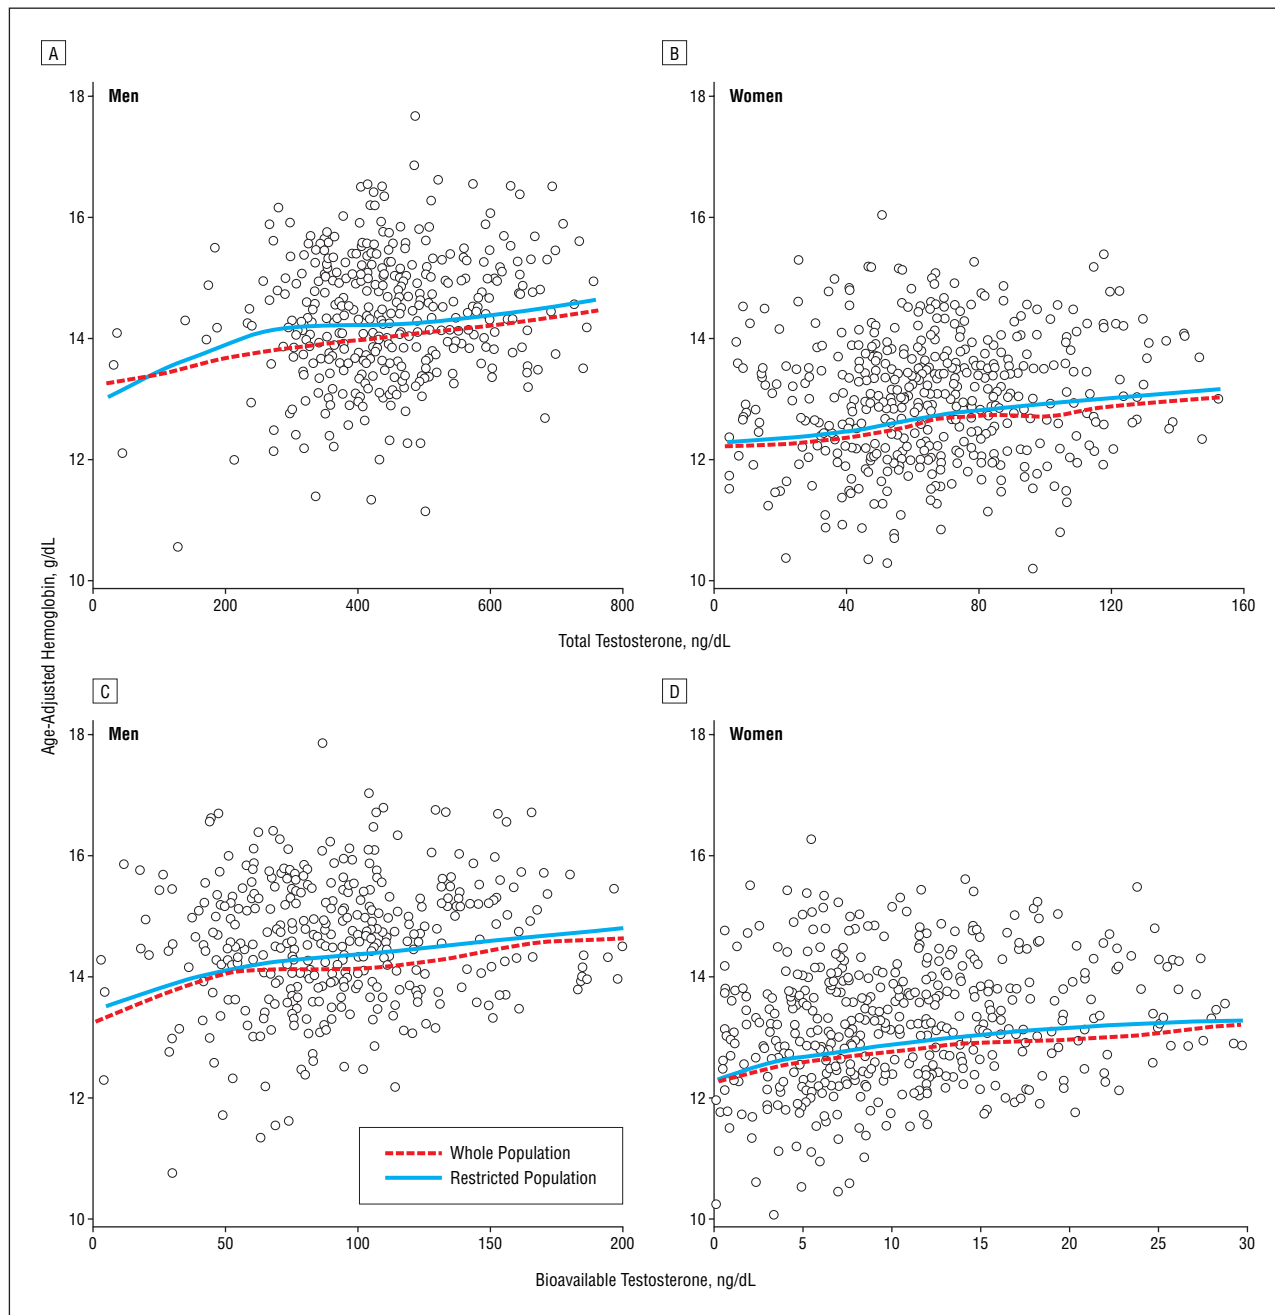 A
B
Men
Women
18
16
14
12
10
0 200 400 600 800
18
16
14
12
10
0 40 80 120 160
Total Testosterone, ng/dL
Age-Adjusted Hemoglobin, g/dL
C
D
Men
Women
18
16
14
12
10
0 50 100 150 200
Whole Population
Restricted Population
18
16
14
12
10
0 5 10 15 20 25 30
Bioavailable Testosterone, ng/dL